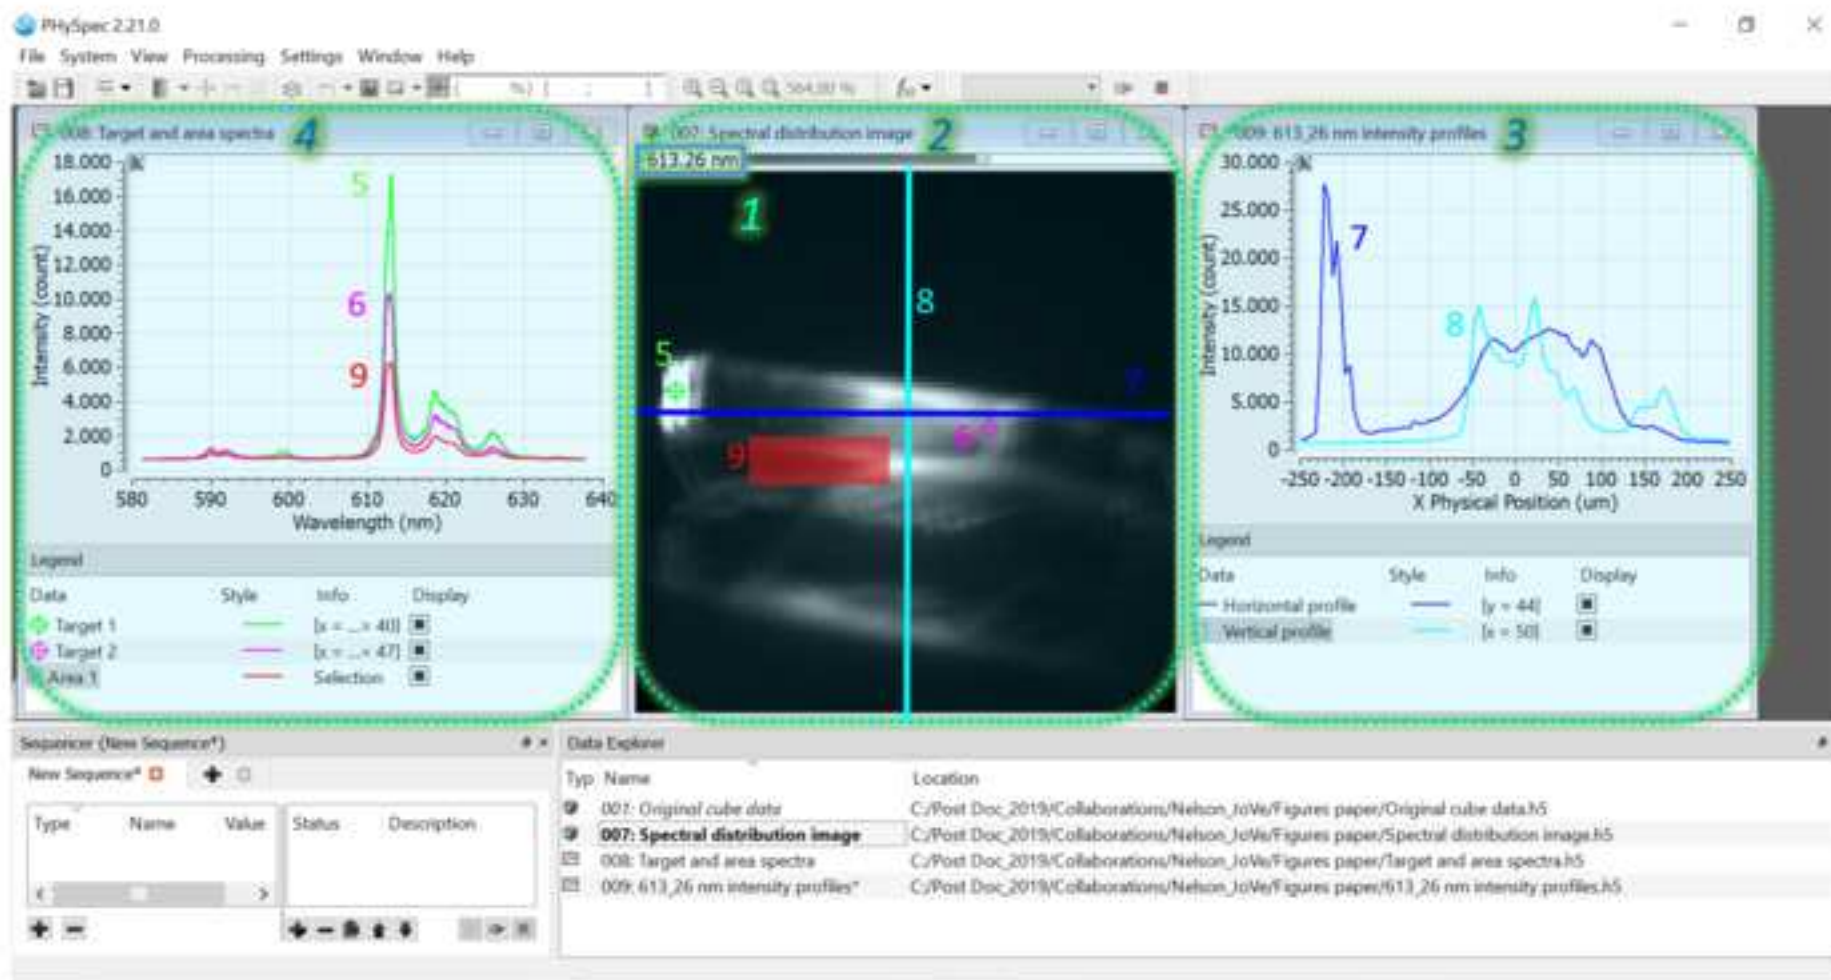 PHySpec 2.21.0
File System View Processing Settings Window Help
564,00 %
008: Target and area spectra 4
18.000
16.000
14.000
12.000
10.000
8.000
6.000
4.000
2.000
0
Intensity (count)
580 590 600 610 620 630 640
Wavelength (nm)
5
6
9
Legend
Data Style Info Display
Target 1 [x = ...= 40]
Target 2 [x = ...= 47]
Area 1 Selection
007: Spectral distribution image 2
613.26 nm
1
8
5
7
6
9
009: 613,26 nm intensity profiles 3
30.000
25.000
20.000
15.000
10.000
5.000
0
Intensity (count)
-250 -200 -150 -100 -50 0 50 100 150 200 250
X Physical Position (um)
7
8
Legend
Data Style Info Display
Horizontal profile [y = 44]
Vertical profile [x = 50]
Sequencer (New Sequence*)
New Sequence*
Type Name Value
Status Description
Data Explorer
Typ Name Location
001: Original cube data C:/Post Doc_2019/Collaborations/Nelson_JoVe/Figures paper/Original cube data.h5
007: Spectral distribution image C:/Post Doc_2019/Collaborations/Nelson_JoVe/Figures paper/Spectral distribution image.h5
008: Target and area spectra C:/Post Doc_2019/Collaborations/Nelson_JoVe/Figures paper/Target and area spectra.h5
009: 613,26 nm intensity profiles* C:/Post Doc_2019/Collaborations/Nelson_JoVe/Figures paper/613_26 nm intensity profiles.h5